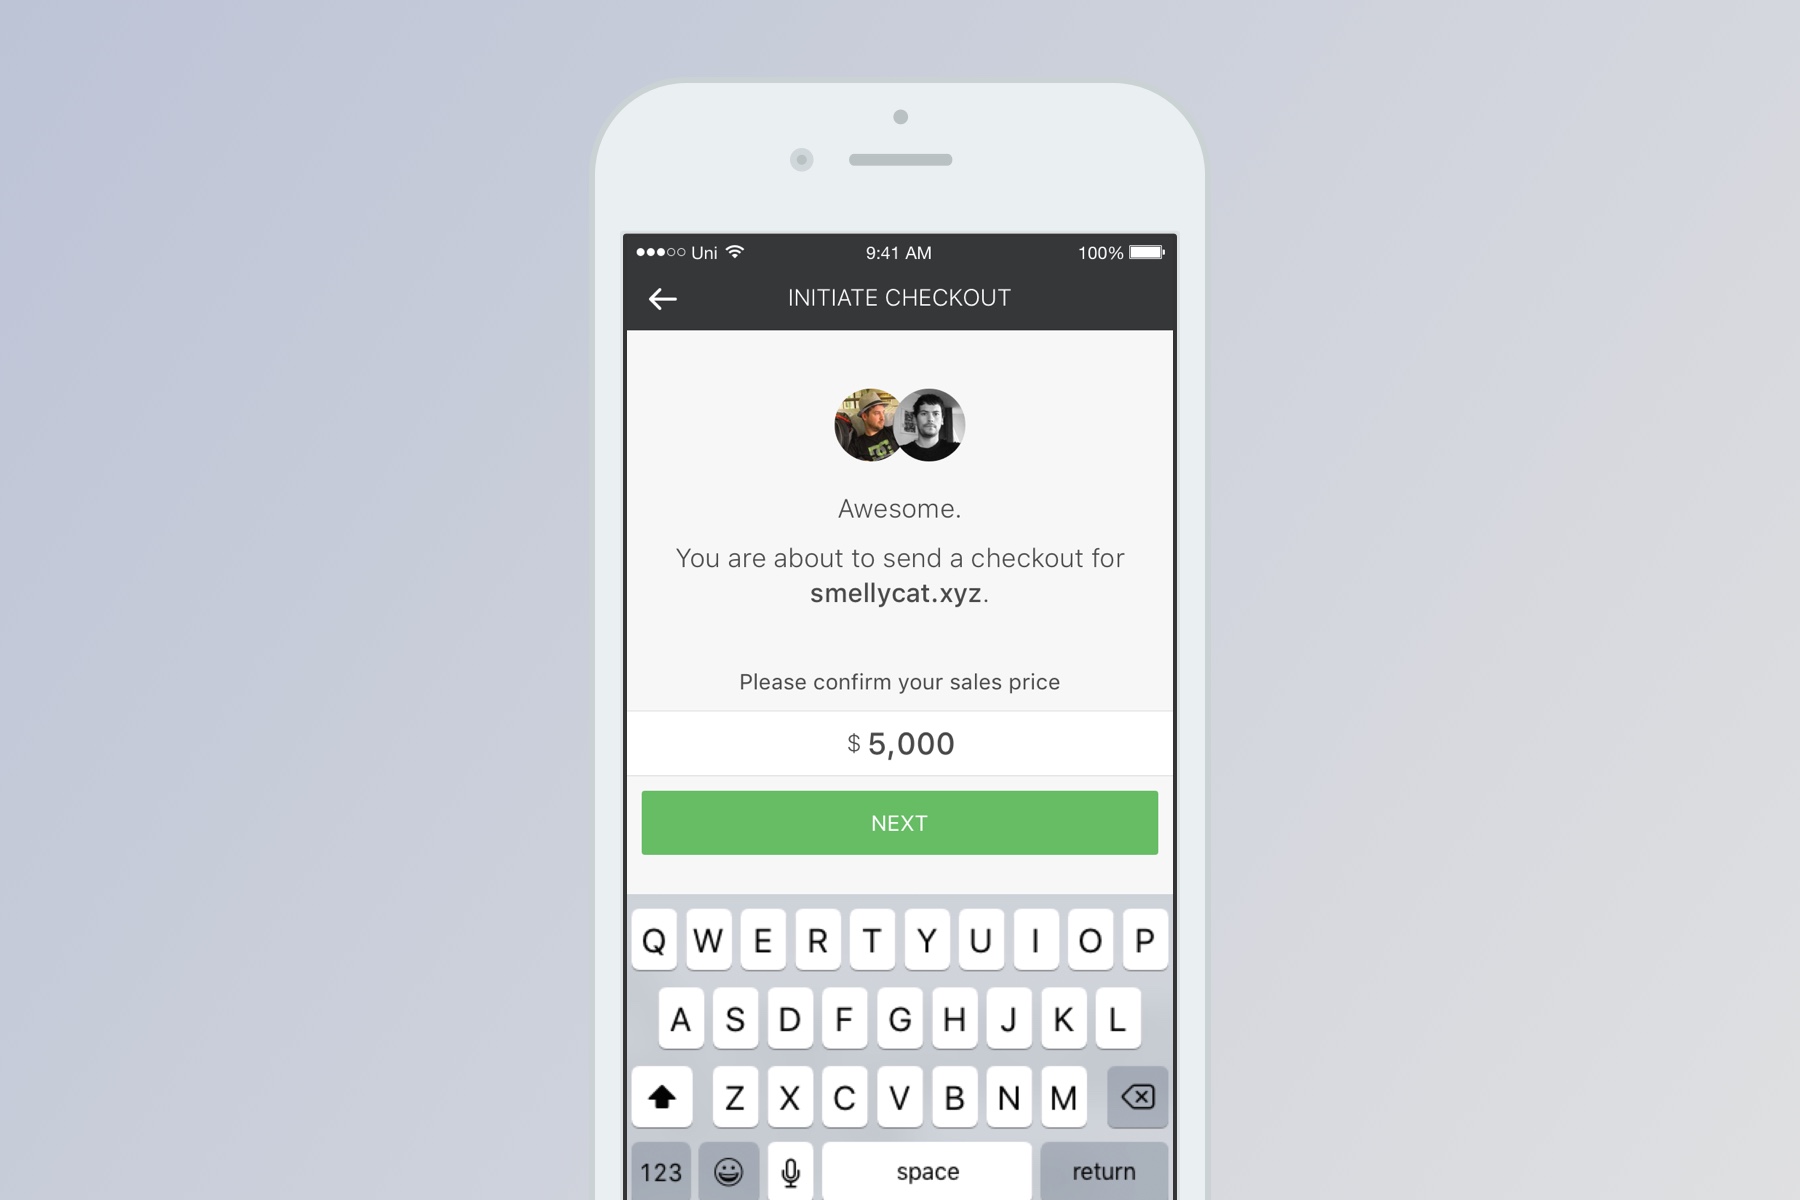 Uni 9:41 AM 100%
INITIATE CHECKOUT
Awesome.
You are about to send a checkout for
smellycat.xyz.
Please confirm your sales price
$ 5,000
NEXT
Q W E R T Y U I O P
A S D F G H J K L
Z X C V B N M
123 space return